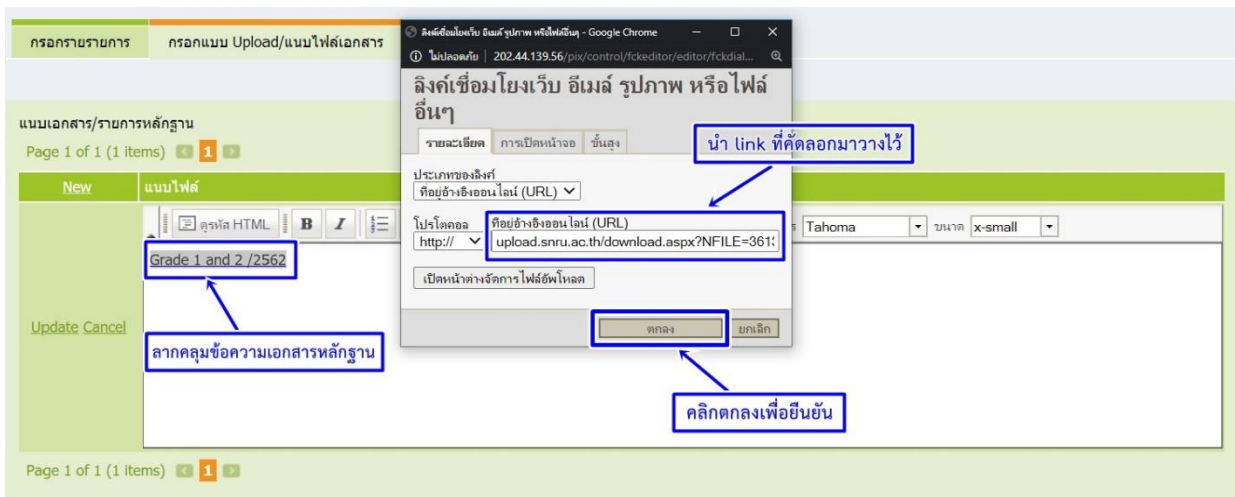 กรอกรายรายการ
กรอกแบบ Upload/แนบไฟล์เอกสาร
ลิงค์เชื่อมโยงเว็บ อีเมล์ รูปภาพ หรือไฟล์อื่นๆ - Google Chrome
ไม่ปลอดภัย | 202.44.139.56/pix/control/fckeditor/editor/fckdial...
ลิงค์เชื่อมโยงเว็บ อีเมล์ รูปภาพ หรือไฟล์
อื่นๆ
รายละเอียด การเปิดหน้าจอ ขั้นสูง
นำ link ที่คัดลอกมาวางไว้
ประเภทของลิงค์
ที่อยู่อ้างอิงออนไลน์ (URL)
โปรโตคอล ที่อยู่อ้างอิงออนไลน์ (URL)
http:// upload.snru.ac.th/download.aspx?NFILE=361
เปิดหน้าต่างจัดการไฟล์อัพโหลด
ตกลง ยกเลิก
คลิกตกลงเพื่อยืนยัน
แนบเอกสาร/รายการหลักฐาน
Page 1 of 1 (1 items) 1
New แนบไฟล์
ดูรหัส HTML B I Tahoma ขนาด x-small
Grade 1 and 2 /2562
Update Cancel
ลากคลุมข้อความเอกสารหลักฐาน
Page 1 of 1 (1 items) 1